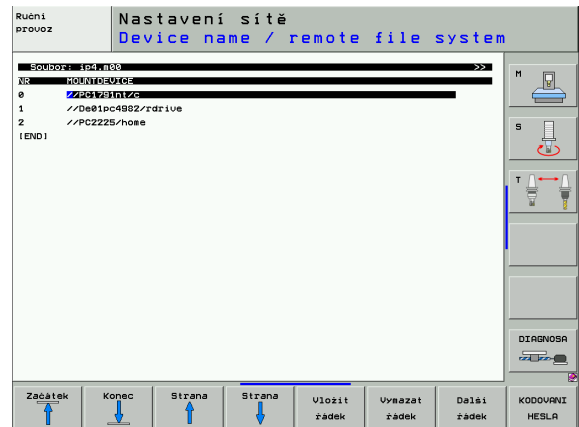 Ruční
provoz
Nastavení sítě
Device name / remote file system
Soubor: ip4.m00 >>
NR MOUNTDEVICE
0 //PC1791nt/c
1 //De01pc4982/rdrive
2 //PC2225/home
[END]
M
S
T
DIAGNOSA
Začátek Konec Strana Strana Vložit řádek Vymazat řádek Další řádek KODOVANI HESLA